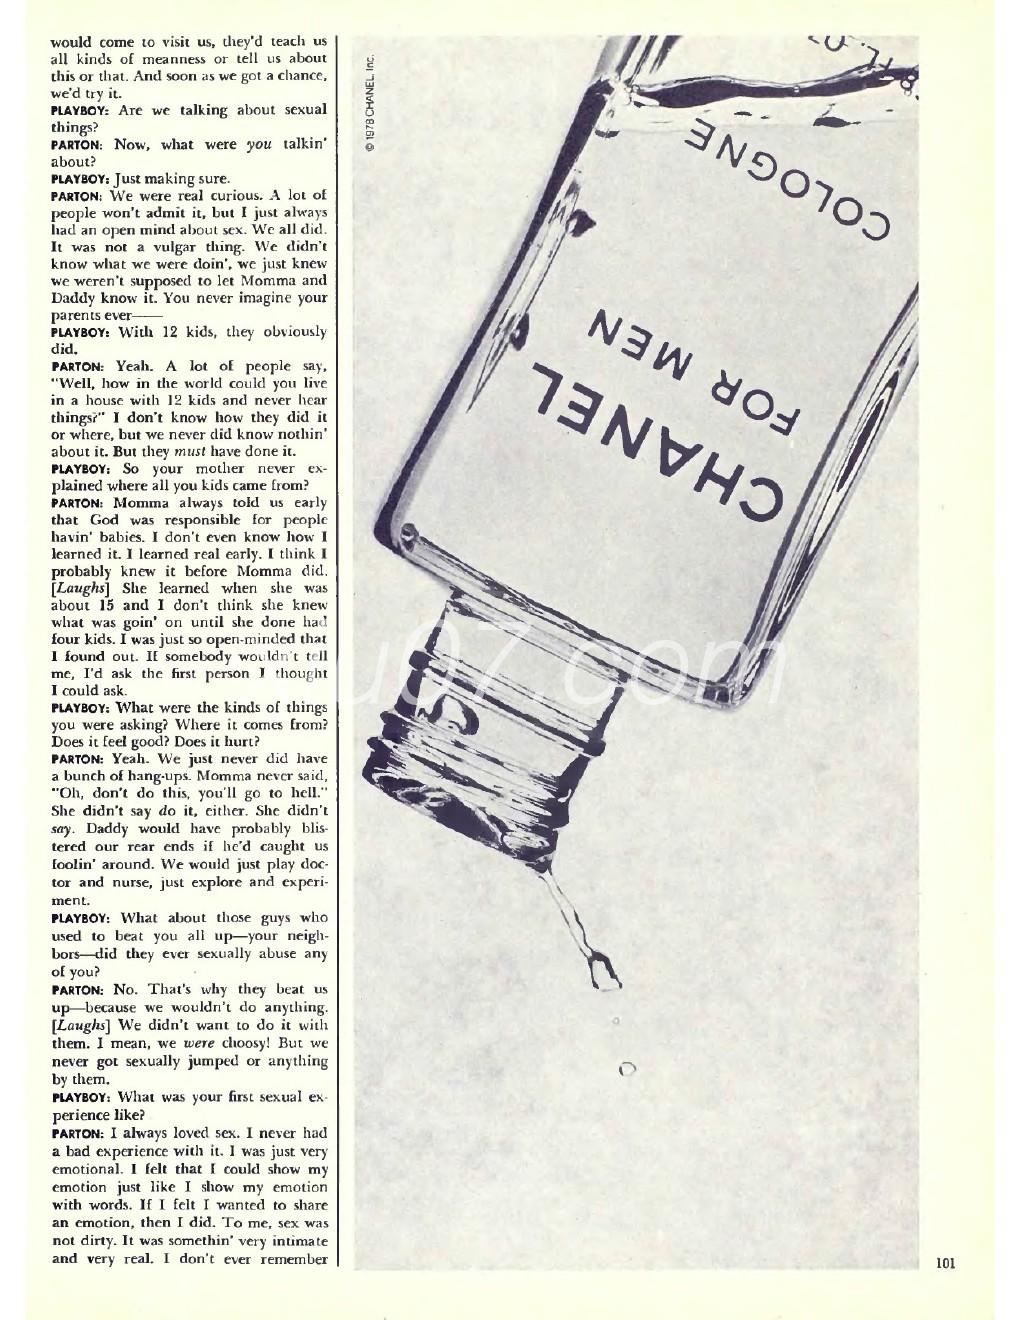 would come to visit us, they'd teach us
all kinds of meanness or tell us about
this or that. And soon as we got a chance,
we'd try it.
PLAYBOY: Are we talking about sexual
things?
PARTON: Now, what were you talkin'
about?
PLAYBOY: Just making sure.
PARTON: We were real curious. A lot of
people won't admit it, but I just always
had an open mind about sex. We all did.
It was not a vulgar thing. We didn't
know what we were doin', we just knew
we weren't supposed to let Momma and
Daddy know it. You never imagine your
parents ever——
PLAYBOY: With 12 kids, they obviously
did.
PARTON: Yeah. A lot of people say,
"Well, how in the world could you live
in a house with 12 kids and never hear
things?" I don't know how they did it
or where, but we never did know nothin'
about it. But they must have done it.
PLAYBOY: So your mother never ex-
plained where all you kids came from?
PARTON: Momma always told us early
that God was responsible for people
havin' babies. I don't even know how I
learned it. I learned real early. I think I
probably knew it before Momma did.
[Laughs] She learned when she was
about 15 and I don't think she knew
what was goin' on until she done had
four kids. I was just so open-minded that
I found out. If somebody wouldn't tell
me, I'd ask the first person I thought
I could ask.
PLAYBOY: What were the kinds of things
you were asking? Where it comes from?
Does it feel good? Does it hurt?
PARTON: Yeah. We just never did have
a bunch of hang-ups. Momma never said,
"Oh, don't do this, you'll go to hell."
She didn't say do it, either. She didn't
say. Daddy would have probably blis-
tered our rear ends if he'd caught us
foolin' around. We would just play doc-
tor and nurse, just explore and experi-
ment.
PLAYBOY: What about those guys who
used to beat you all up—your neigh-
bors—did they ever sexually abuse any
of you?
PARTON: No. That's why they beat us
up—because we wouldn't do anything.
[Laughs] We didn't want to do it with
them. I mean, we were choosy! But we
never got sexually jumped or anything
by them.
PLAYBOY: What was your first sexual ex-
perience like?
PARTON: I always loved sex. I never had
a bad experience with it. I was just very
emotional. I felt that I could show my
emotion just like I show my emotion
with words. If I felt I wanted to share
an emotion, then I did. To me, sex was
not dirty. It was somethin' very intimate
and very real. I don't ever remember
© 1978 CHANEL, Inc.
COLOGNE
FOR MEN
CHANEL
101